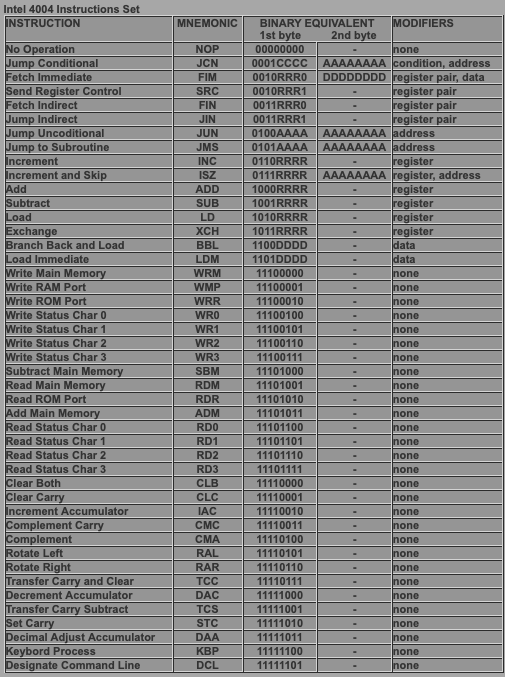 Intel 4004 Instructions Set
INSTRUCTION MNEMONIC BINARY EQUIVALENT MODIFIERS
1st byte 2nd byte
No Operation NOP 00000000 - none
Jump Conditional JCN 0001CCCC AAAAAAAA condition, address
Fetch Immediate FIM 0010RRR0 DDDDDDDD register pair, data
Send Register Control SRC 0010RRR1 - register pair
Fetch Indirect FIN 0011RRR0 - register pair
Jump Indirect JIN 0011RRR1 - register pair
Jump Uncoditional JUN 0100AAAA AAAAAAAA address
Jump to Subroutine JMS 0101AAAA AAAAAAAA address
Increment INC 0110RRRR - register
Increment and Skip ISZ 0111RRRR AAAAAAAA register, address
Add ADD 1000RRRR - register
Subtract SUB 1001RRRR - register
Load LD 1010RRRR - register
Exchange XCH 1011RRRR - register
Branch Back and Load BBL 1100DDDD - data
Load Immediate LDM 1101DDDD - data
Write Main Memory WRM 11100000 - none
Write RAM Port WMP 11100001 - none
Write ROM Port WRR 11100010 - none
Write Status Char 0 WR0 11100100 - none
Write Status Char 1 WR1 11100101 - none
Write Status Char 2 WR2 11100110 - none
Write Status Char 3 WR3 11100111 - none
Subtract Main Memory SBM 11101000 - none
Read Main Memory RDM 11101001 - none
Read ROM Port RDR 11101010 - none
Add Main Memory ADM 11101011 - none
Read Status Char 0 RD0 11101100 - none
Read Status Char 1 RD1 11101101 - none
Read Status Char 2 RD2 11101110 - none
Read Status Char 3 RD3 11101111 - none
Clear Both CLB 11110000 - none
Clear Carry CLC 11110001 - none
Increment Accumulator IAC 11110010 - none
Complement Carry CMC 11110011 - none
Complement CMA 11110100 - none
Rotate Left RAL 11110101 - none
Rotate Right RAR 11110110 - none
Transfer Carry and Clear TCC 11110111 - none
Decrement Accumulator DAC 11111000 - none
Transfer Carry Subtract TCS 11111001 - none
Set Carry STC 11111010 - none
Decimal Adjust Accumulator DAA 11111011 - none
Keybord Process KBP 11111100 - none
Designate Command Line DCL 11111101 - none